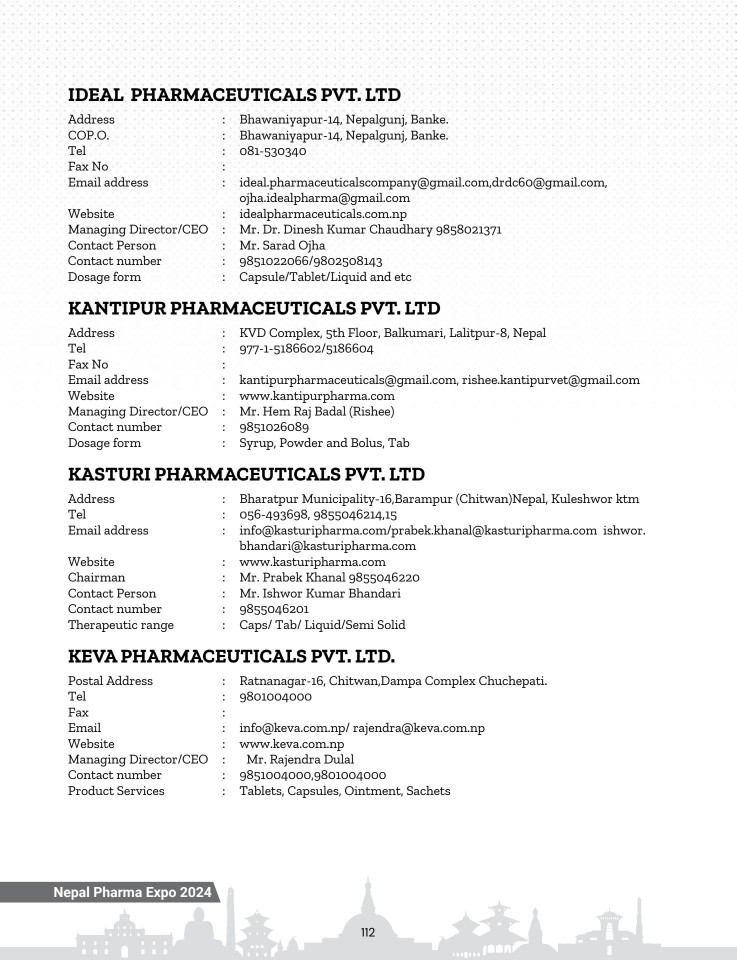 IDEAL PHARMACEUTICALS PVT. LTD
Address : Bhawaniyapur-14, Nepalgunj, Banke.
COP.O. : Bhawaniyapur-14, Nepalgunj, Banke.
Tel : 081-530340
Fax No :
Email address : ideal.pharmaceuticalscompany@gmail.com,drdc60@gmail.com,
ojha.idealpharma@gmail.com
Website : idealpharmaceuticals.com.np
Managing Director/CEO : Mr. Dr. Dinesh Kumar Chaudhary 9858021371
Contact Person : Mr. Sarad Ojha
Contact number : 9851022066/9802508143
Dosage form : Capsule/Tablet/Liquid and etc
KANTIPUR PHARMACEUTICALS PVT. LTD
Address : KVD Complex, 5th Floor, Balkumari, Lalitpur-8, Nepal
Tel : 977-1-5186602/5186604
Fax No :
Email address : kantipurpharmaceuticals@gmail.com, rishee.kantipurvet@gmail.com
Website : www.kantipurpharma.com
Managing Director/CEO : Mr. Hem Raj Badal (Rishee)
Contact number : 9851026089
Dosage form : Syrup, Powder and Bolus, Tab
KASTURI PHARMACEUTICALS PVT. LTD
Address : Bharatpur Municipality-16,Barampur (Chitwan)Nepal, Kuleshwor ktm
Tel : 056-493698, 9855046214,15
Email address : info@kasturipharma.com/prabek.khanal@kasturipharma.com ishwor.
bhandari@kasturipharma.com
Website : www.kasturipharma.com
Chairman : Mr. Prabek Khanal 9855046220
Contact Person : Mr. Ishwor Kumar Bhandari
Contact number : 9855046201
Therapeutic range : Caps/ Tab/ Liquid/Semi Solid
KEVA PHARMACEUTICALS PVT. LTD.
Postal Address : Ratnanagar-16, Chitwan,Dampa Complex Chuchepati.
Tel : 9801004000
Fax :
Email : info@keva.com.np/ rajendra@keva.com.np
Website : www.keva.com.np
Managing Director/CEO : Mr. Rajendra Dulal
Contact number : 9851004000,9801004000
Product Services : Tablets, Capsules, Ointment, Sachets
Nepal Pharma Expo 2024
112